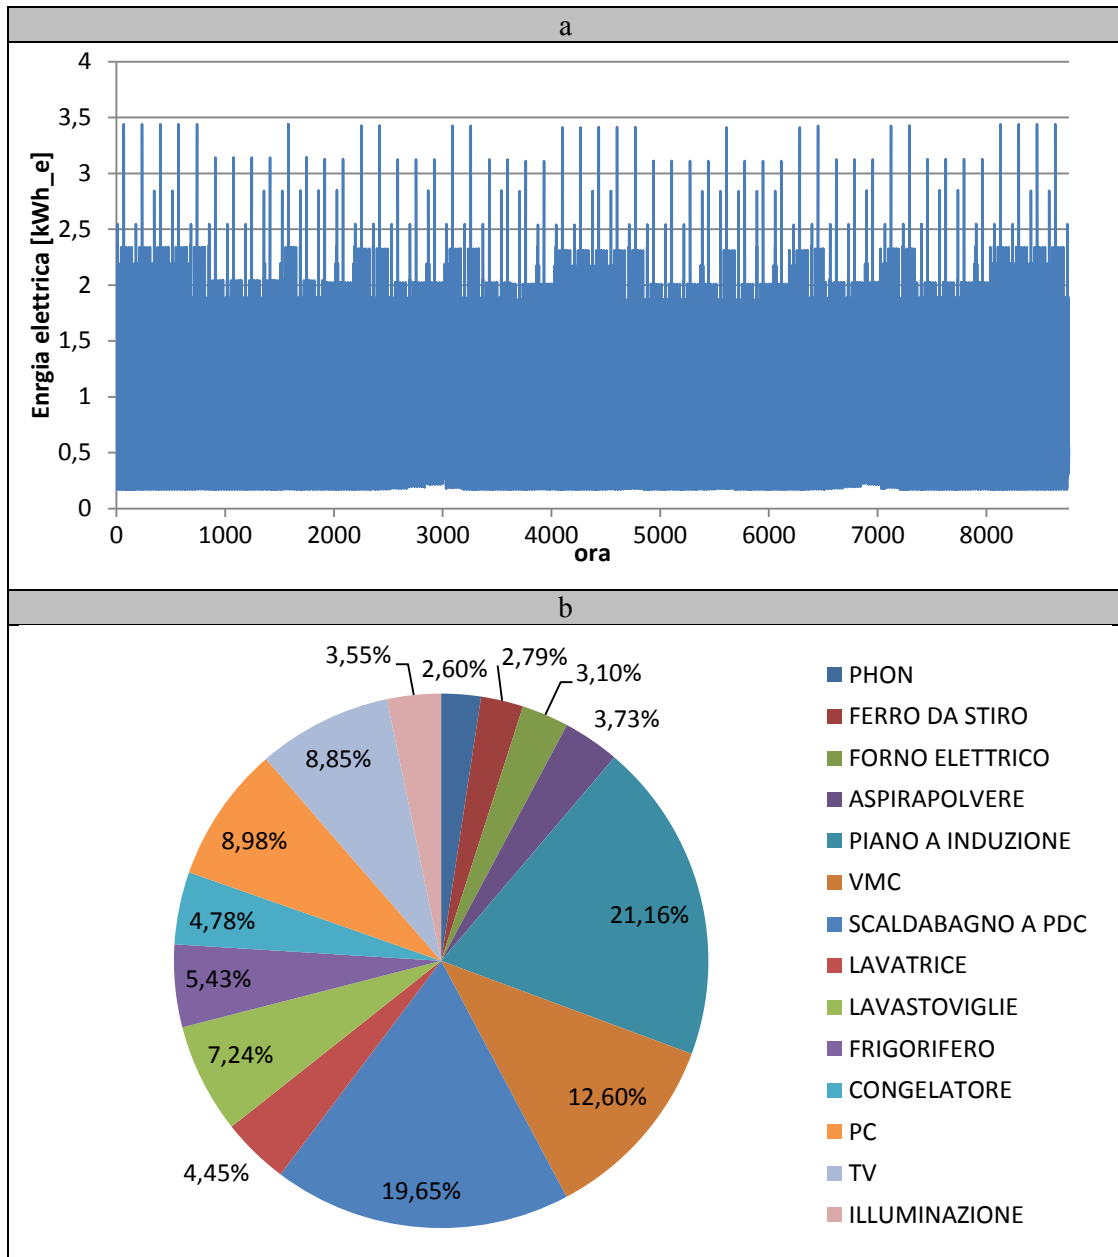 a
4
3,5
3
2,5
2
1,5
1
0,5
0
Enrgia elettrica [kWh_e]
0 1000 2000 3000 4000 5000 6000 7000 8000
ora
b
3,55% 2,60% 2,79% 3,10%
3,73%
8,85%
8,98%
21,16%
4,78%
5,43%
7,24%
12,60%
4,45%
19,65%
PHON
FERRO DA STIRO
FORNO ELETTRICO
ASPIRAPOLVERE
PIANO A INDUZIONE
VMC
SCALDABAGNO A PDC
LAVATRICE
LAVASTOVIGLIE
FRIGORIFERO
CONGELATORE
PC
TV
ILLUMINAZIONE